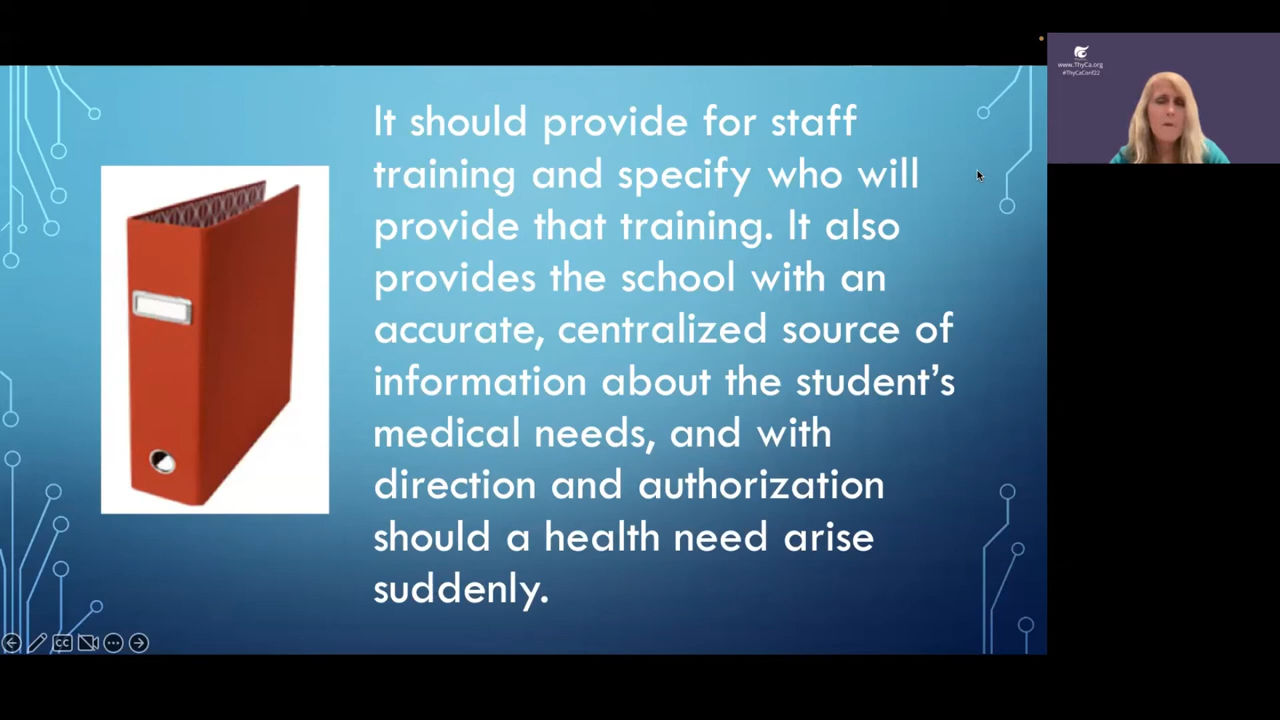 It should provide for staff
training and specify who will
provide that training. It also
provides the school with an
accurate, centralized source of
information about the student’s
medical needs, and with
direction and authorization
should a health need arise
suddenly.
www.ThyCa.org
#ThyCaConf22
CC